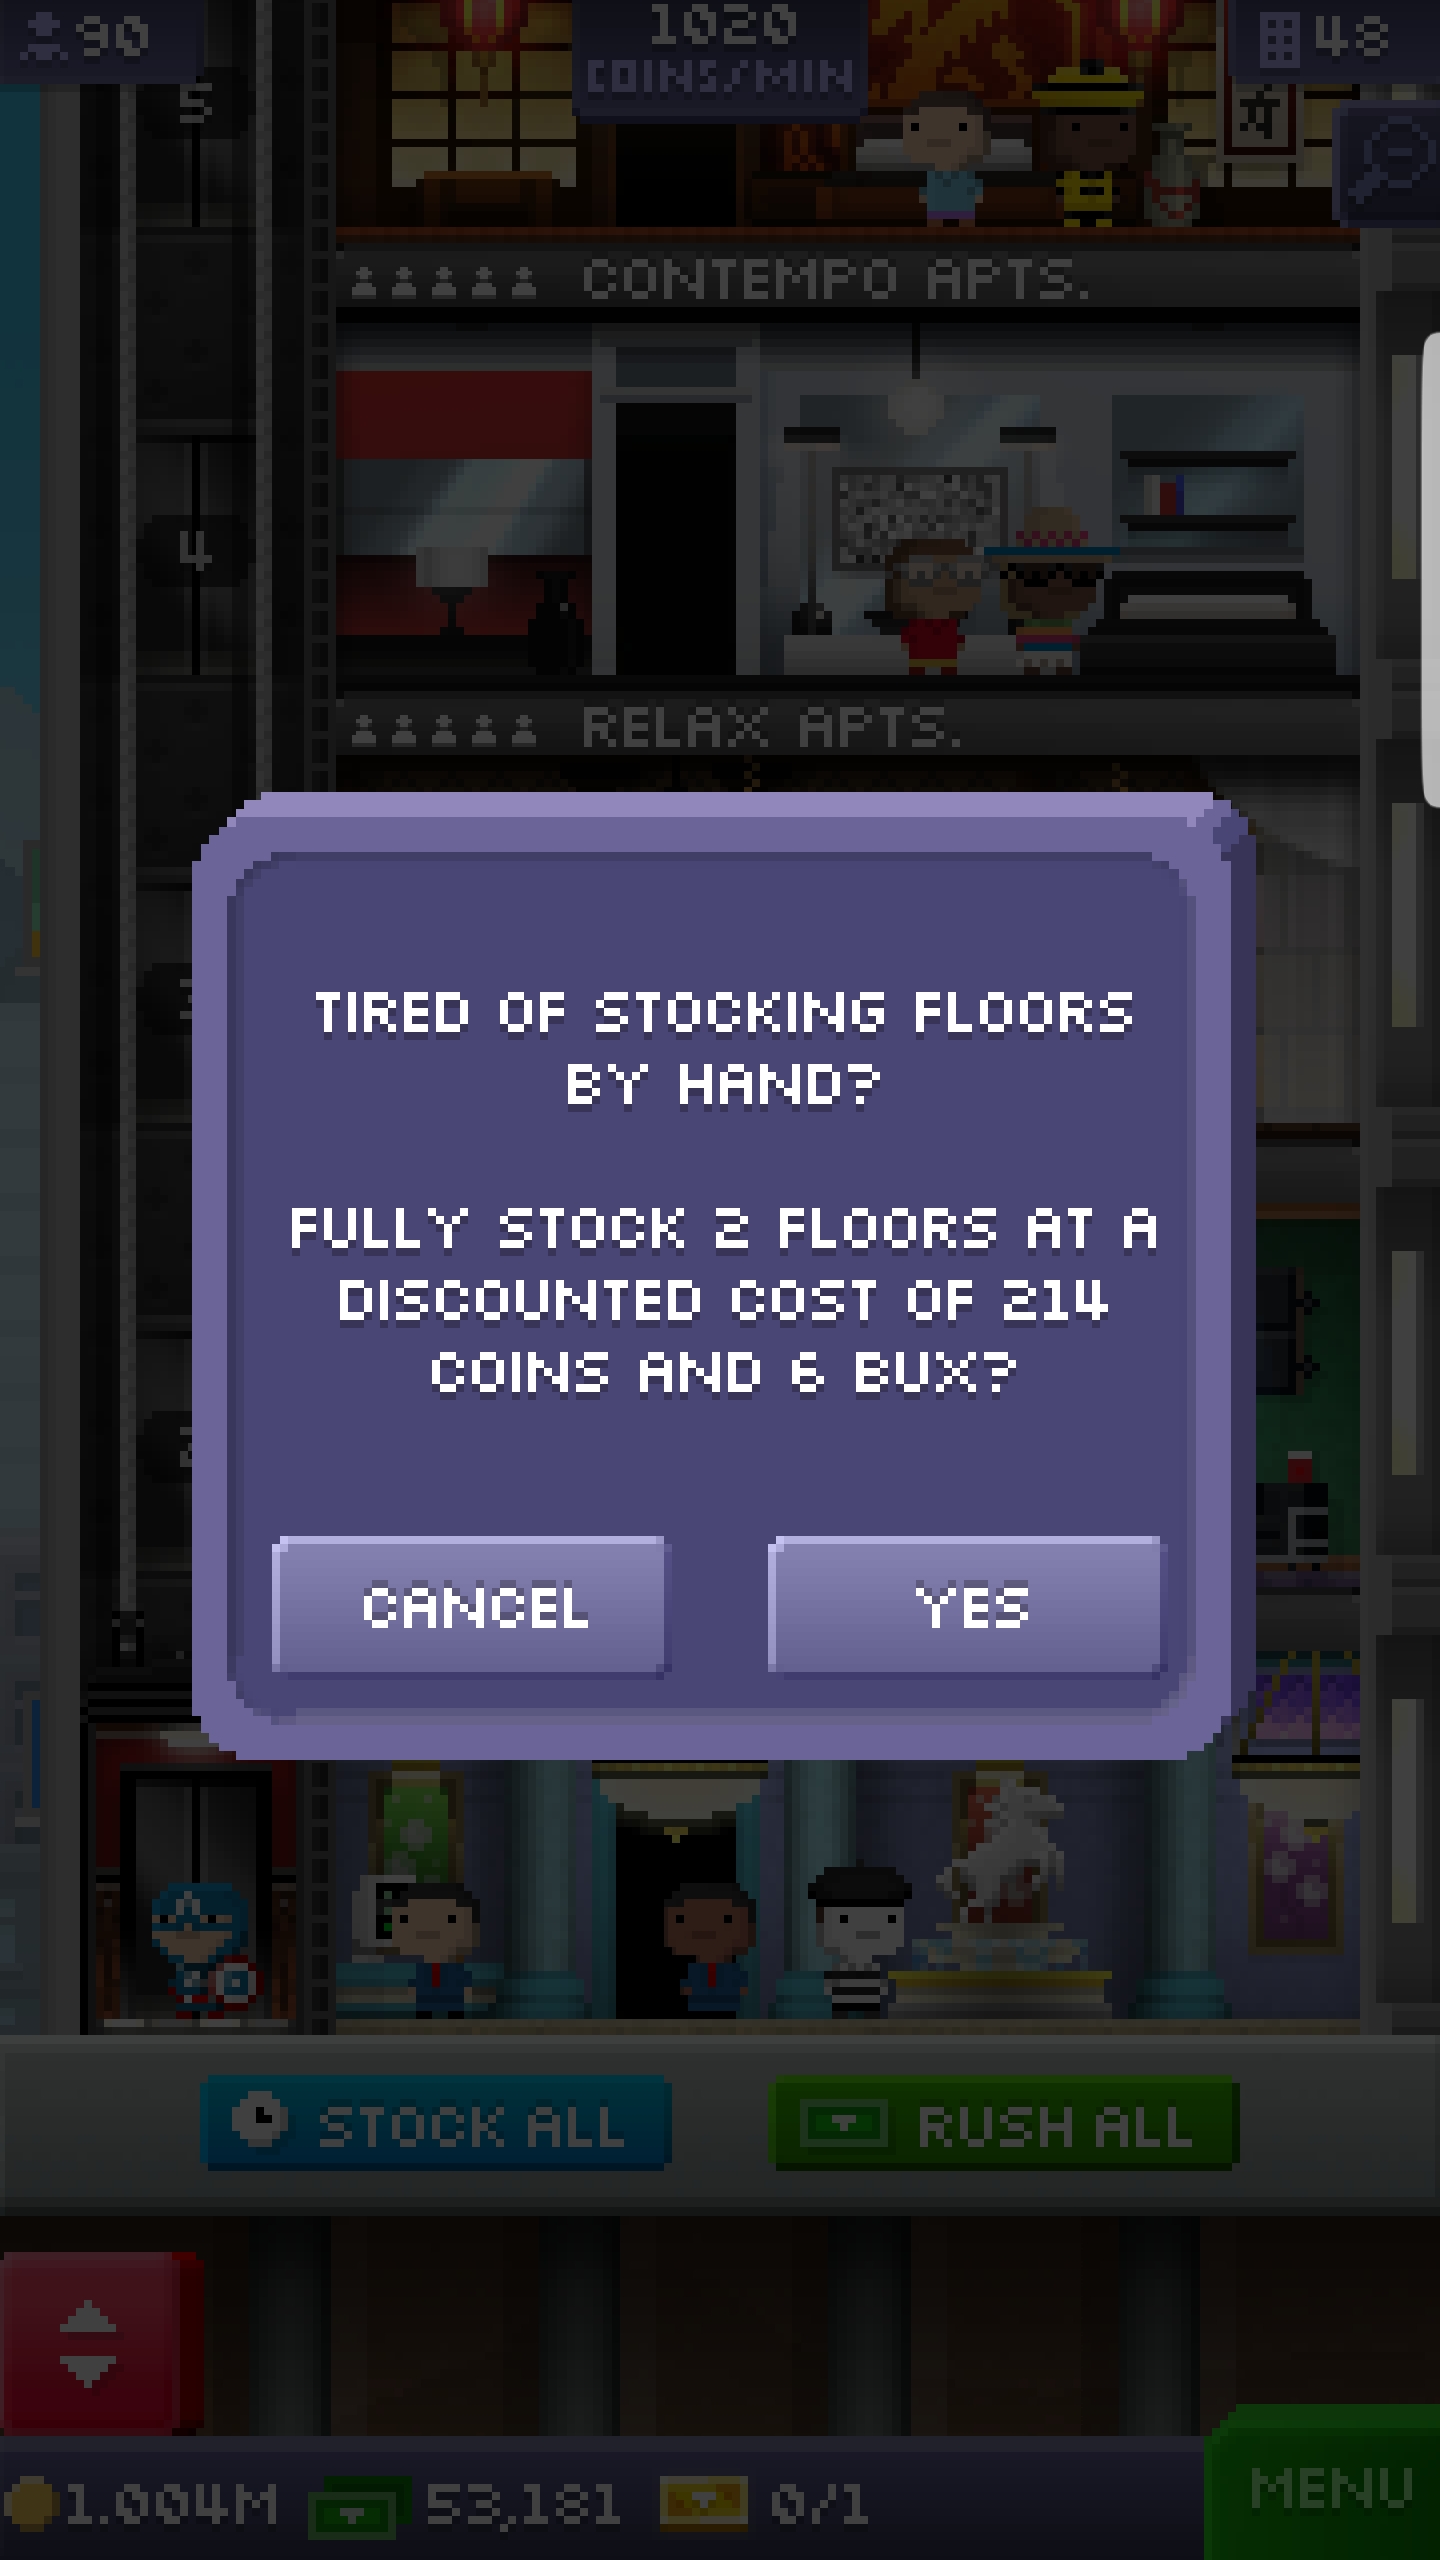 90
1020
COINS/MIN
48
5
CONTEMPO APTS.
4
RELAX APTS.
TIRED OF STOCKING FLOORS
BY HAND?
FULLY STOCK 2 FLOORS AT A
DISCOUNTED COST OF 214
COINS AND 6 BUX?
CANCEL
YES
STOCK ALL
RUSH ALL
1.004M
53,181
0/1
MENU